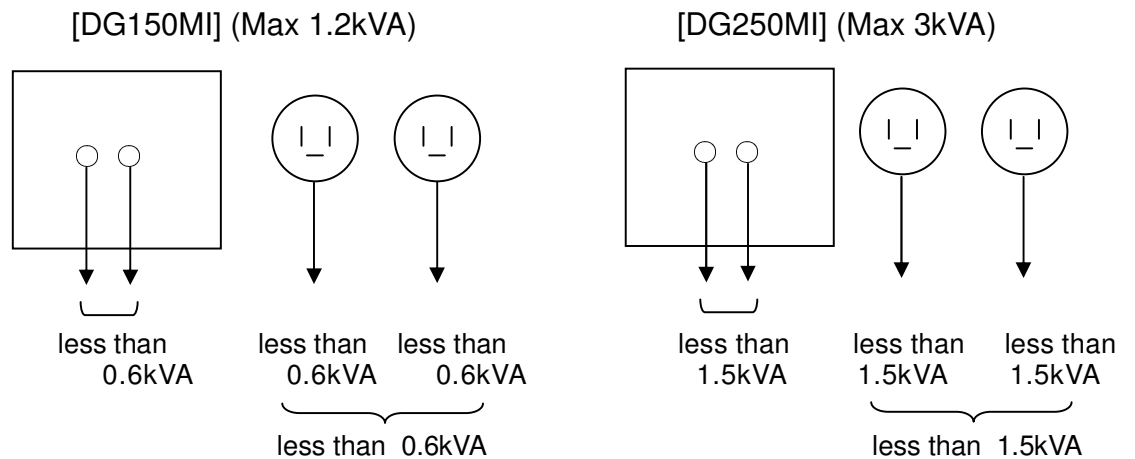 [DG150MI] (Max 1.2kVA)
less than
0.6kVA
less than
0.6kVA
less than
0.6kVA
less than 0.6kVA
[DG250MI] (Max 3kVA)
less than
1.5kVA
less than
1.5kVA
less than
1.5kVA
less than 1.5kVA